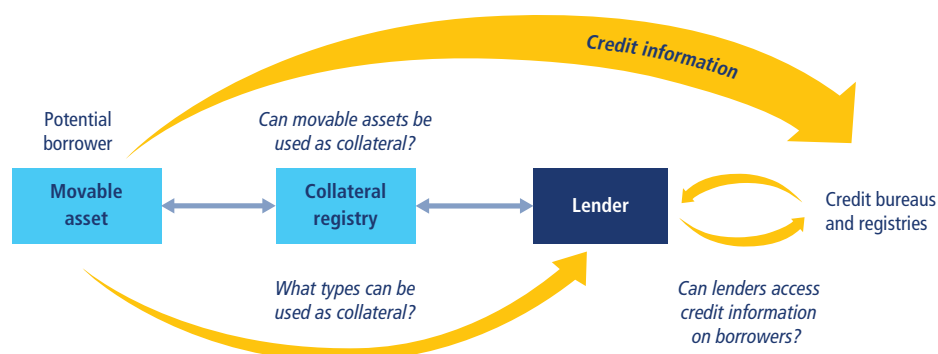 Credit information
Potential
borrower
Can movable assets be
used as collateral?
Movable
asset
Collateral
registry
Lender
Credit bureaus
and registries
What types can be
used as collateral?
Can lenders access
credit information
on borrowers?